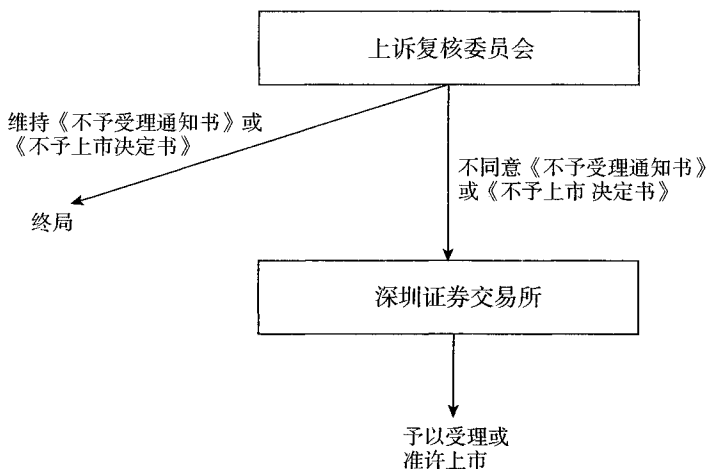 上诉复核委员会
维持《不予受理通知书》或
《不予上市决定书》
不同意《不予受理通知书》
或《不予上市 决定书》
终局
深圳证券交易所
予以受理或
准许上市